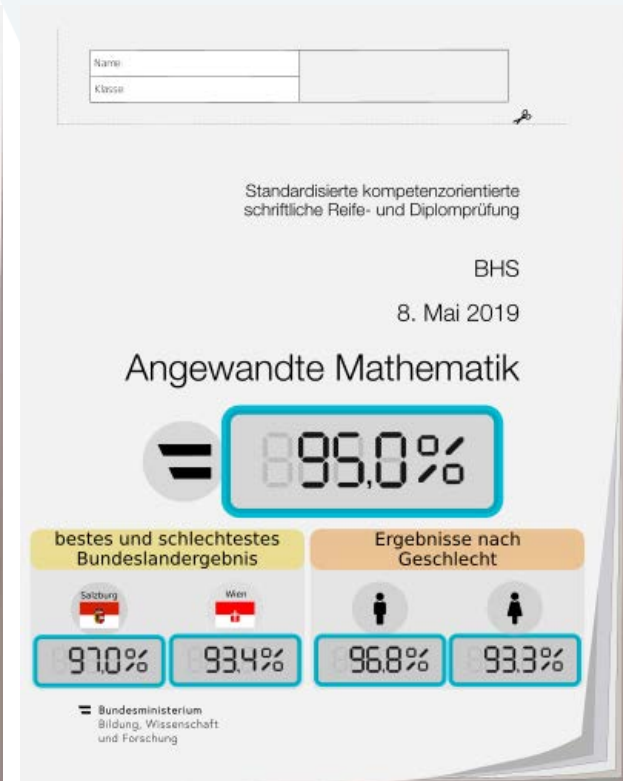 Name
Klasse
Standardisierte kompetenzorientierte
schriftliche Reife- und Diplomprüfung
BHS
8. Mai 2019
Angewandte Mathematik
95,0%
bestes und schlechtestes
Bundeslandergebnis
Ergebnisse nach
Geschlecht
Salzburg
Wien
97,0%
93,4%
96,8%
93,3%
Bundesministerium
Bildung, Wissenschaft
und Forschung